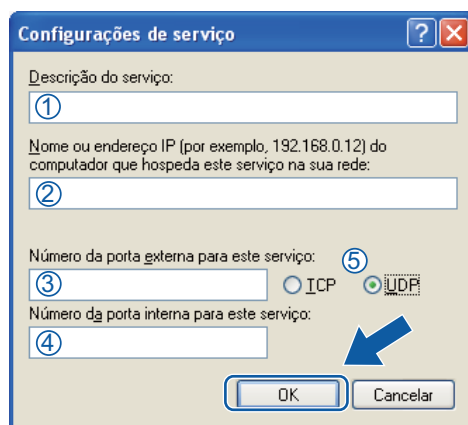 Configurações de serviço
Descrição do serviço:
①
Nome ou endereço IP (por exemplo, 192.168.0.12) do
computador que hospeda este serviço na sua rede:
②
Número da porta externa para este serviço: ⑤
③ TCP UDP
Número da porta interna para este serviço:
④
OK Cancelar